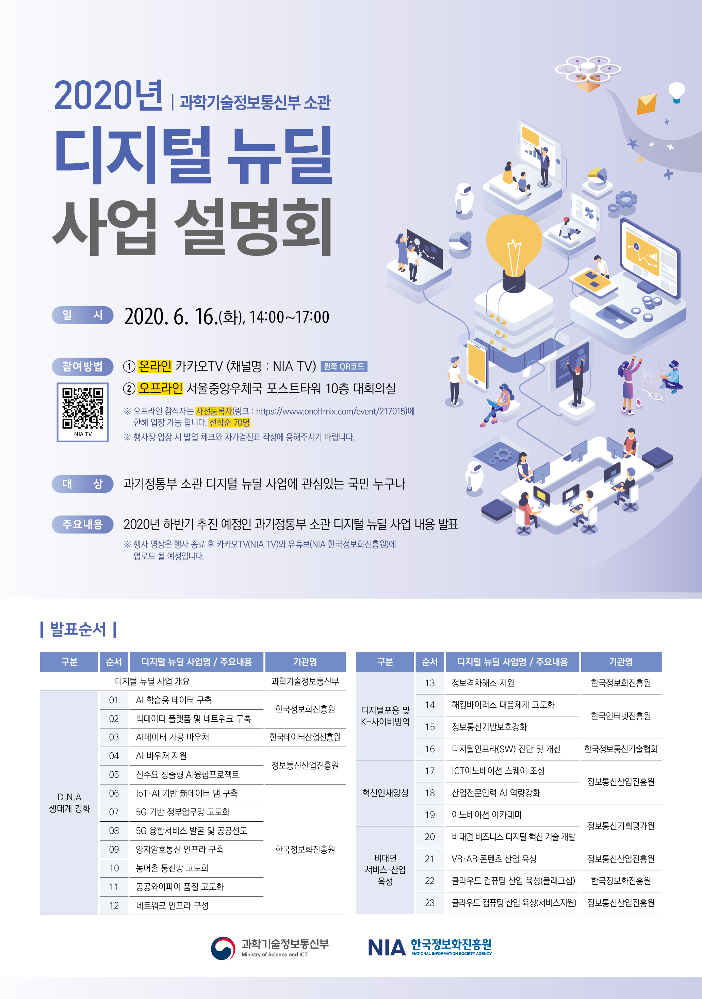 2020년 | 과학기술정보통신부 소관
디지털 뉴딜
사업 설명회
일 시 2020. 6. 16.(화), 14:00~17:00
참여방법 ① 온라인 카카오TV (채널명 : NIA TV) 왼쪽 QR코드
② 오프라인 서울중앙우체국 포스트타워 10층 대회의실
※ 오프라인 참석자는 사전등록자(링크 : https://www.onoffmix.com/event/217015)에
한해 입장 가능 합니다. 선착순 70명
NIA TV
※ 행사장 입장 시 발열 체크와 자가검진표 작성에 응해주시기 바랍니다.
대 상 과기정통부 소관 디지털 뉴딜 사업에 관심있는 국민 누구나
주요내용 2020년 하반기 추진 예정인 과기정통부 소관 디지털 뉴딜 사업 내용 발표
※ 행사 영상은 행사 종료 후 카카오TV(NIA TV)와 유튜브(NIA 한국정보화진흥원)에
업로드 될 예정입니다.
| 발표순서 |
구분 순서 디지털 뉴딜 사업명 / 주요내용 기관명
디지털 뉴딜 사업 개요 과학기술정보통신부
D.N.A
생태계 강화
01 AI 학습용 데이터 구축
한국정보화진흥원
02 빅데이터 플랫폼 및 네트워크 구축
03 AI데이터 가공 바우처 한국데이터산업진흥원
04 AI 바우처 지원
정보통신산업진흥원
05 신수요 창출형 AI융합프로젝트
06 IoT·AI 기반 新데이터 댐 구축
07 5G 기반 정부업무망 고도화
08 5G 융합서비스 발굴 및 공공선도
09 양자암호통신 인프라 구축 한국정보화진흥원
10 농어촌 통신망 고도화
11 공공와이파이 품질 고도화
12 네트워크 인프라 구성
구분 순서 디지털 뉴딜 사업명 / 주요내용 기관명
디지털포용 및
K-사이버방역
13 정보격차해소 지원 한국정보화진흥원
14 해킹바이러스 대응체계 고도화
한국인터넷진흥원
15 정보통신기반보호강화
16 디지털인프라(SW) 진단 및 개선 한국정보통신기술협회
혁신인재양성
17 ICT이노베이션 스퀘어 조성
정보통신산업진흥원
18 산업전문인력 AI 역량강화
19 이노베이션 아카데미
정보통신기획평가원
비대면
서비스·산업
육성
20 비대면 비즈니스 디지털 혁신 기술 개발
21 VR·AR 콘텐츠 산업 육성 정보통신산업진흥원
22 클라우드 컴퓨팅 산업 육성(플래그십) 한국정보화진흥원
23 클라우드 컴퓨팅 산업 육성(서비스지원) 정보통신산업진흥원
과학기술정보통신부
Ministry of Science and ICT
NIA 한국정보화진흥원
NATIONAL INFORMATION SOCIETY AGENCY